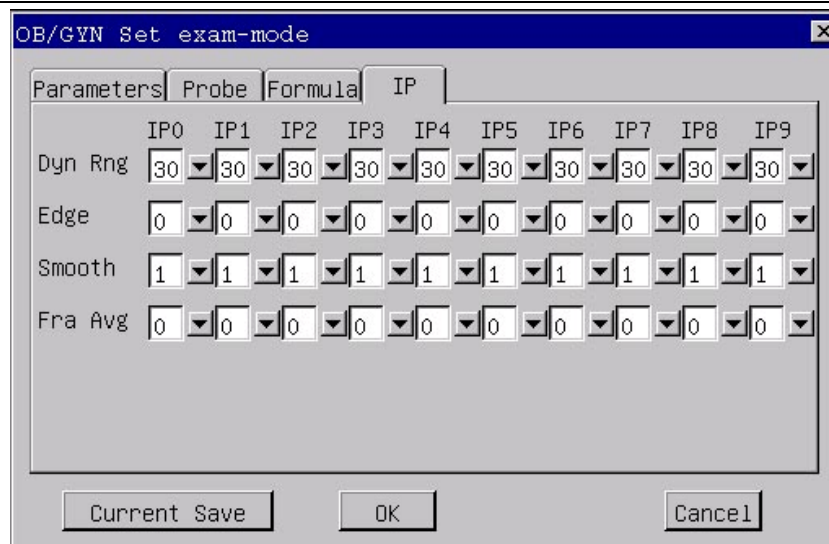 OB/GYN Set exam-mode
Parameters Probe Formula IP
IP0 IP1 IP2 IP3 IP4 IP5 IP6 IP7 IP8 IP9
Dyn Rng 30 30 30 30 30 30 30 30 30 30
Edge 0 0 0 0 0 0 0 0 0 0
Smooth 1 1 1 1 1 1 1 1 1 1
Fra Avg 0 0 0 0 0 0 0 0 0 0
Current Save OK Cancel